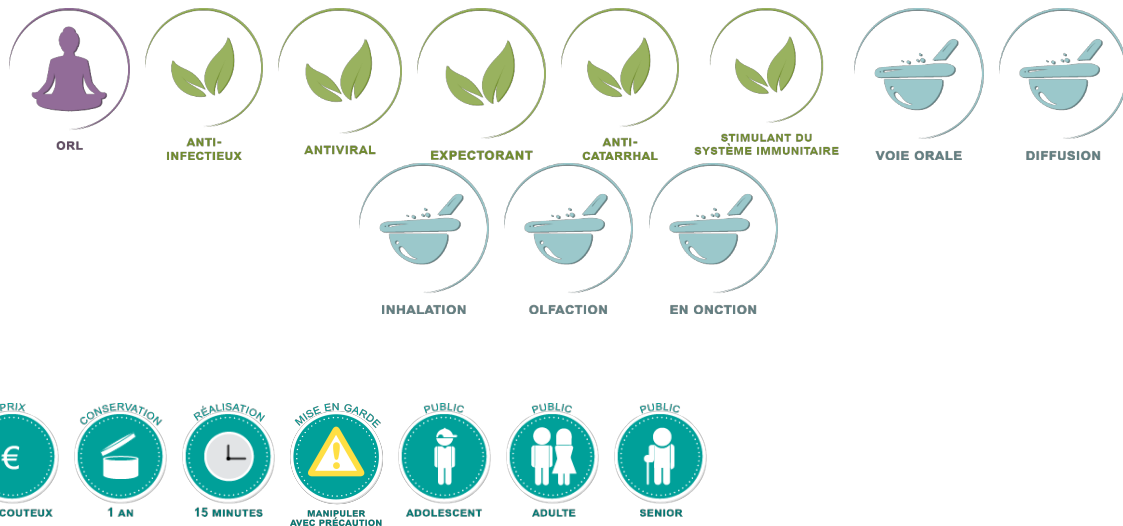 ORL
ANTI-
INFECTIEUX
ANTIVIRAL
EXPECTORANT
ANTI-
CATARRHAL
STIMULANT DU
SYSTÈME IMMUNITAIRE
VOIE ORALE
DIFFUSION
INHALATION
OLFACTION
EN ONCTION
PRIX
€
COUTEUX
CONSERVATION
1 AN
RÉALISATION
15 MINUTES
MISE EN GARDE
MANIPULER
AVEC PRÉCAUTION
PUBLIC
ADOLESCENT
PUBLIC
ADULTE
PUBLIC
SENIOR